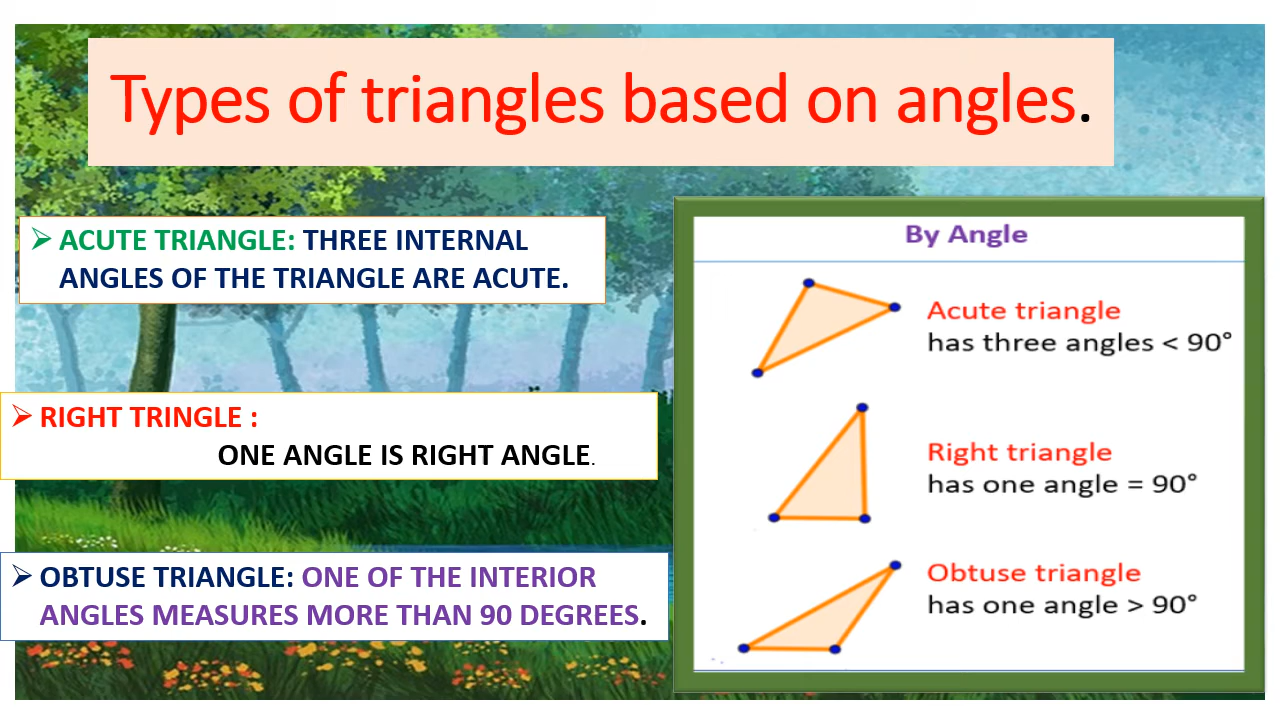 Types of triangles based on angles.
➢ ACUTE TRIANGLE: THREE INTERNAL
ANGLES OF THE TRIANGLE ARE ACUTE.
➢ RIGHT TRINGLE :
ONE ANGLE IS RIGHT ANGLE.
➢ OBTUSE TRIANGLE: ONE OF THE INTERIOR
ANGLES MEASURES MORE THAN 90 DEGREES.
By Angle
Acute triangle
has three angles < 90°
Right triangle
has one angle = 90°
Obtuse triangle
has one angle > 90°